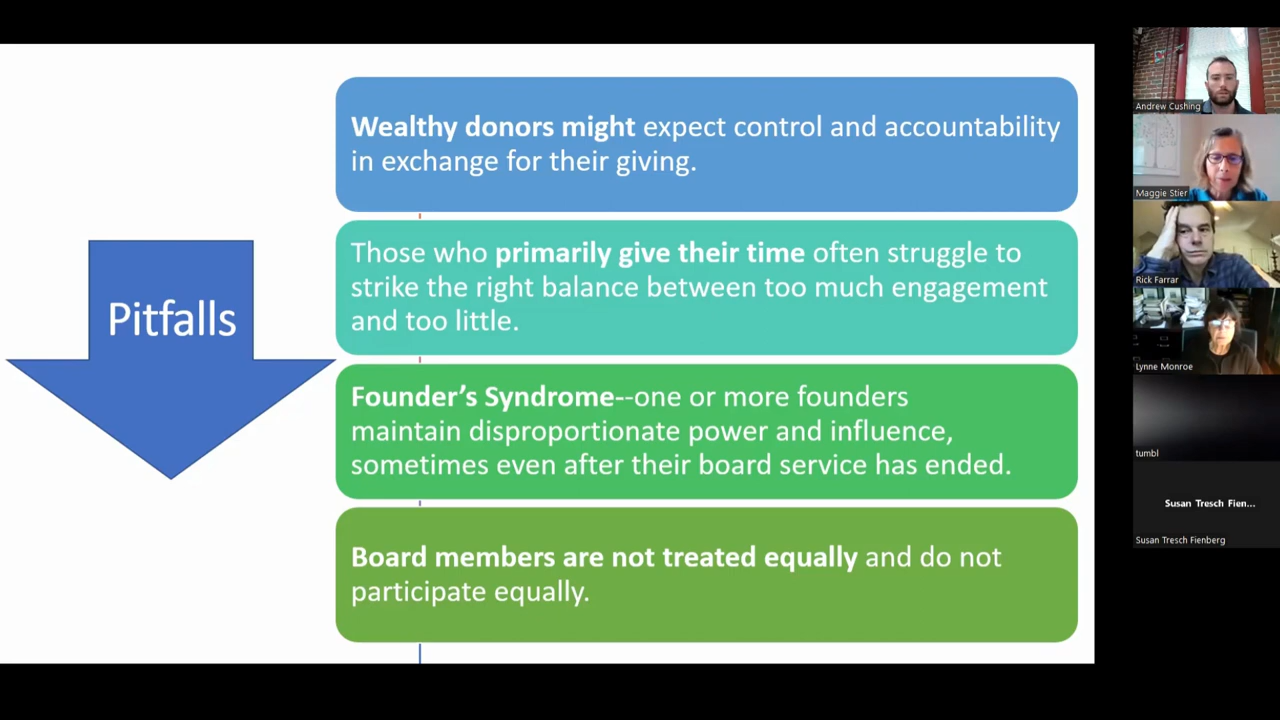 Pitfalls
Wealthy donors might expect control and accountability
in exchange for their giving.
Those who primarily give their time often struggle to
strike the right balance between too much engagement
and too little.
Founder’s Syndrome--one or more founders
maintain disproportionate power and influence,
sometimes even after their board service has ended.
Board members are not treated equally and do not
participate equally.
Andrew Cushing
Maggie Stier
Rick Farrar
Lynne Monroe
tumbl
Susan Tresch Fien...
Susan Tresch Fienberg